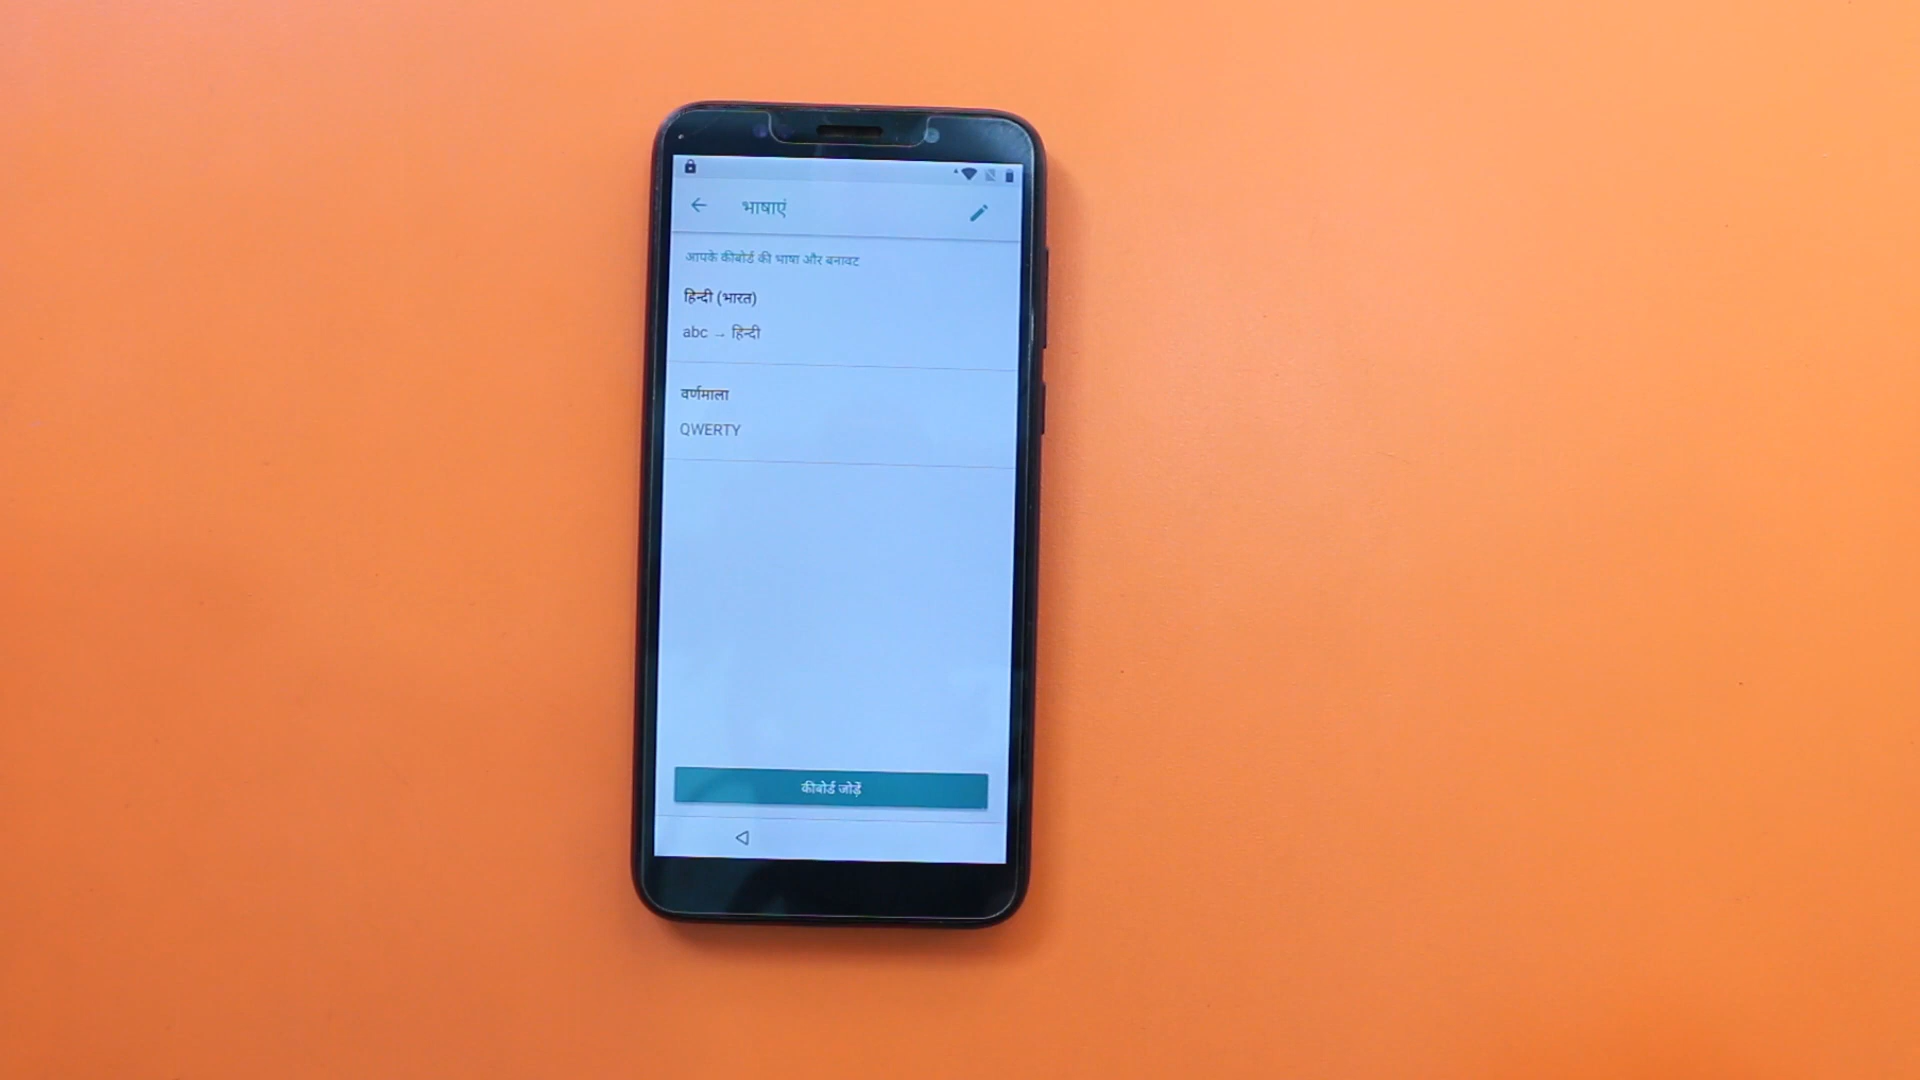 भाषाएं
आपके कीबोर्ड की भाषा और बनावट
हिन्दी (भारत)
abc → हिन्दी
वर्णमाला
QWERTY
कीबोर्ड जोड़ें